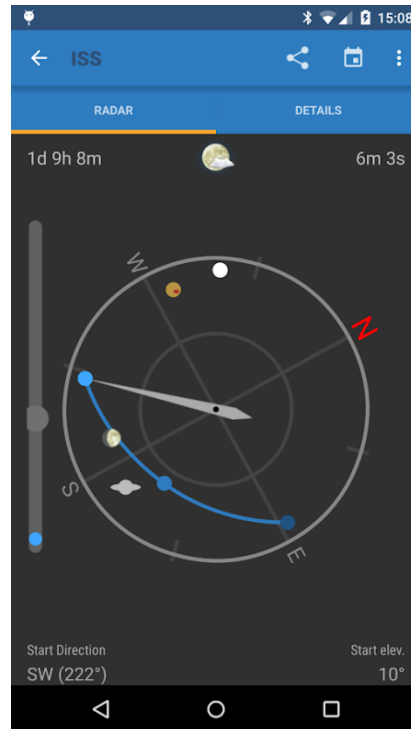 15:08
ISS
RADAR DETAILS
1d 9h 8m 6m 3s
W
N
S
E
Start Direction Start elev.
SW (222°) 10°